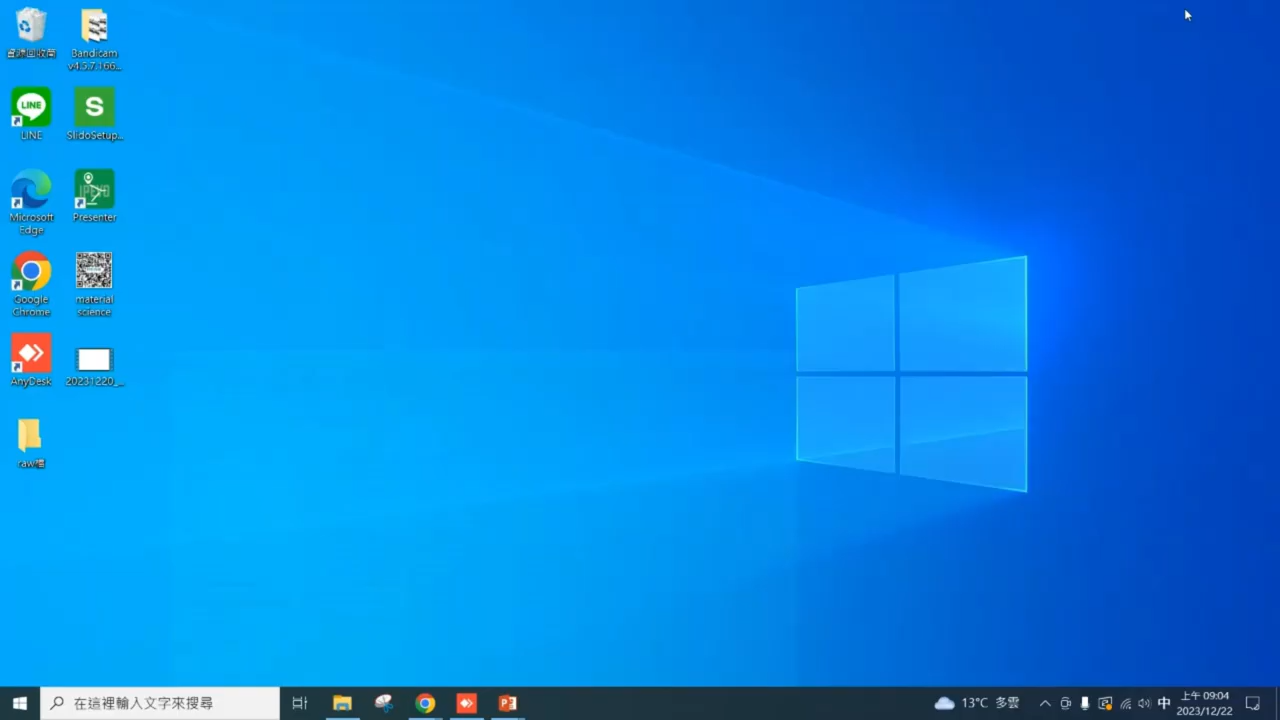 資源回收筒
Bandicam
v4.5.7.166...
LINE
LINE
S
SlidoSetup...
Microsoft
Edge
Presenter
Google
Chrome
material
science
AnyDesk
20231220_...
raw檔
在這裡輸入文字來搜尋
13°C 多雲
中
上午 09:04
2023/12/22